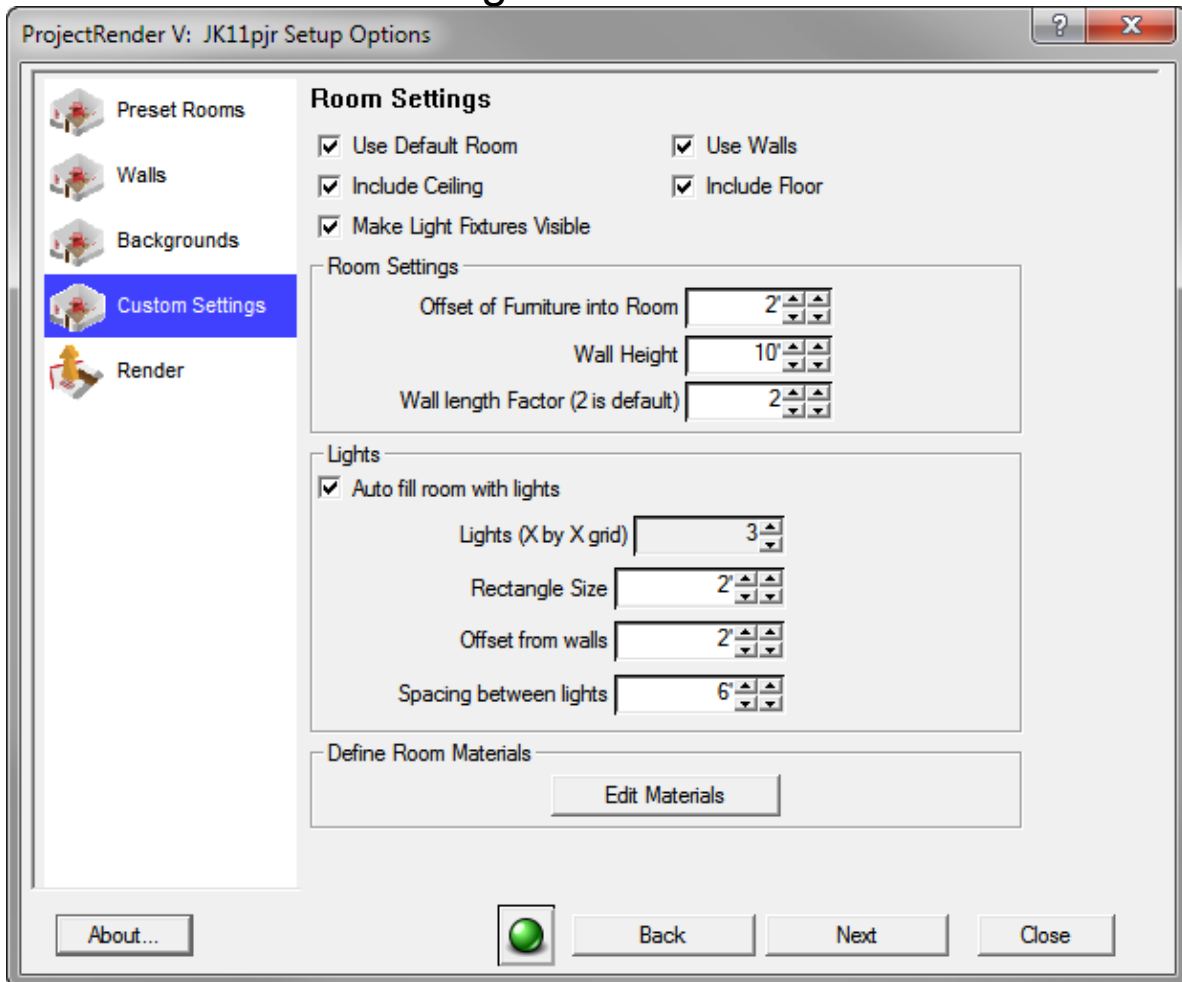 ProjectRender V: JK11pjr Setup Options
Preset Rooms
Walls
Backgrounds
Custom Settings
Render
Room Settings
Use Default Room
Use Walls
Include Ceiling
Include Floor
Make Light Fixtures Visible
Room Settings
Offset of Furniture into Room 2'
Wall Height 10'
Wall length Factor (2 is default) 2
Lights
Auto fill room with lights
Lights (X by X grid) 3
Rectangle Size 2'
Offset from walls 2'
Spacing between lights 6'
Define Room Materials
Edit Materials
About...
Back
Next
Close